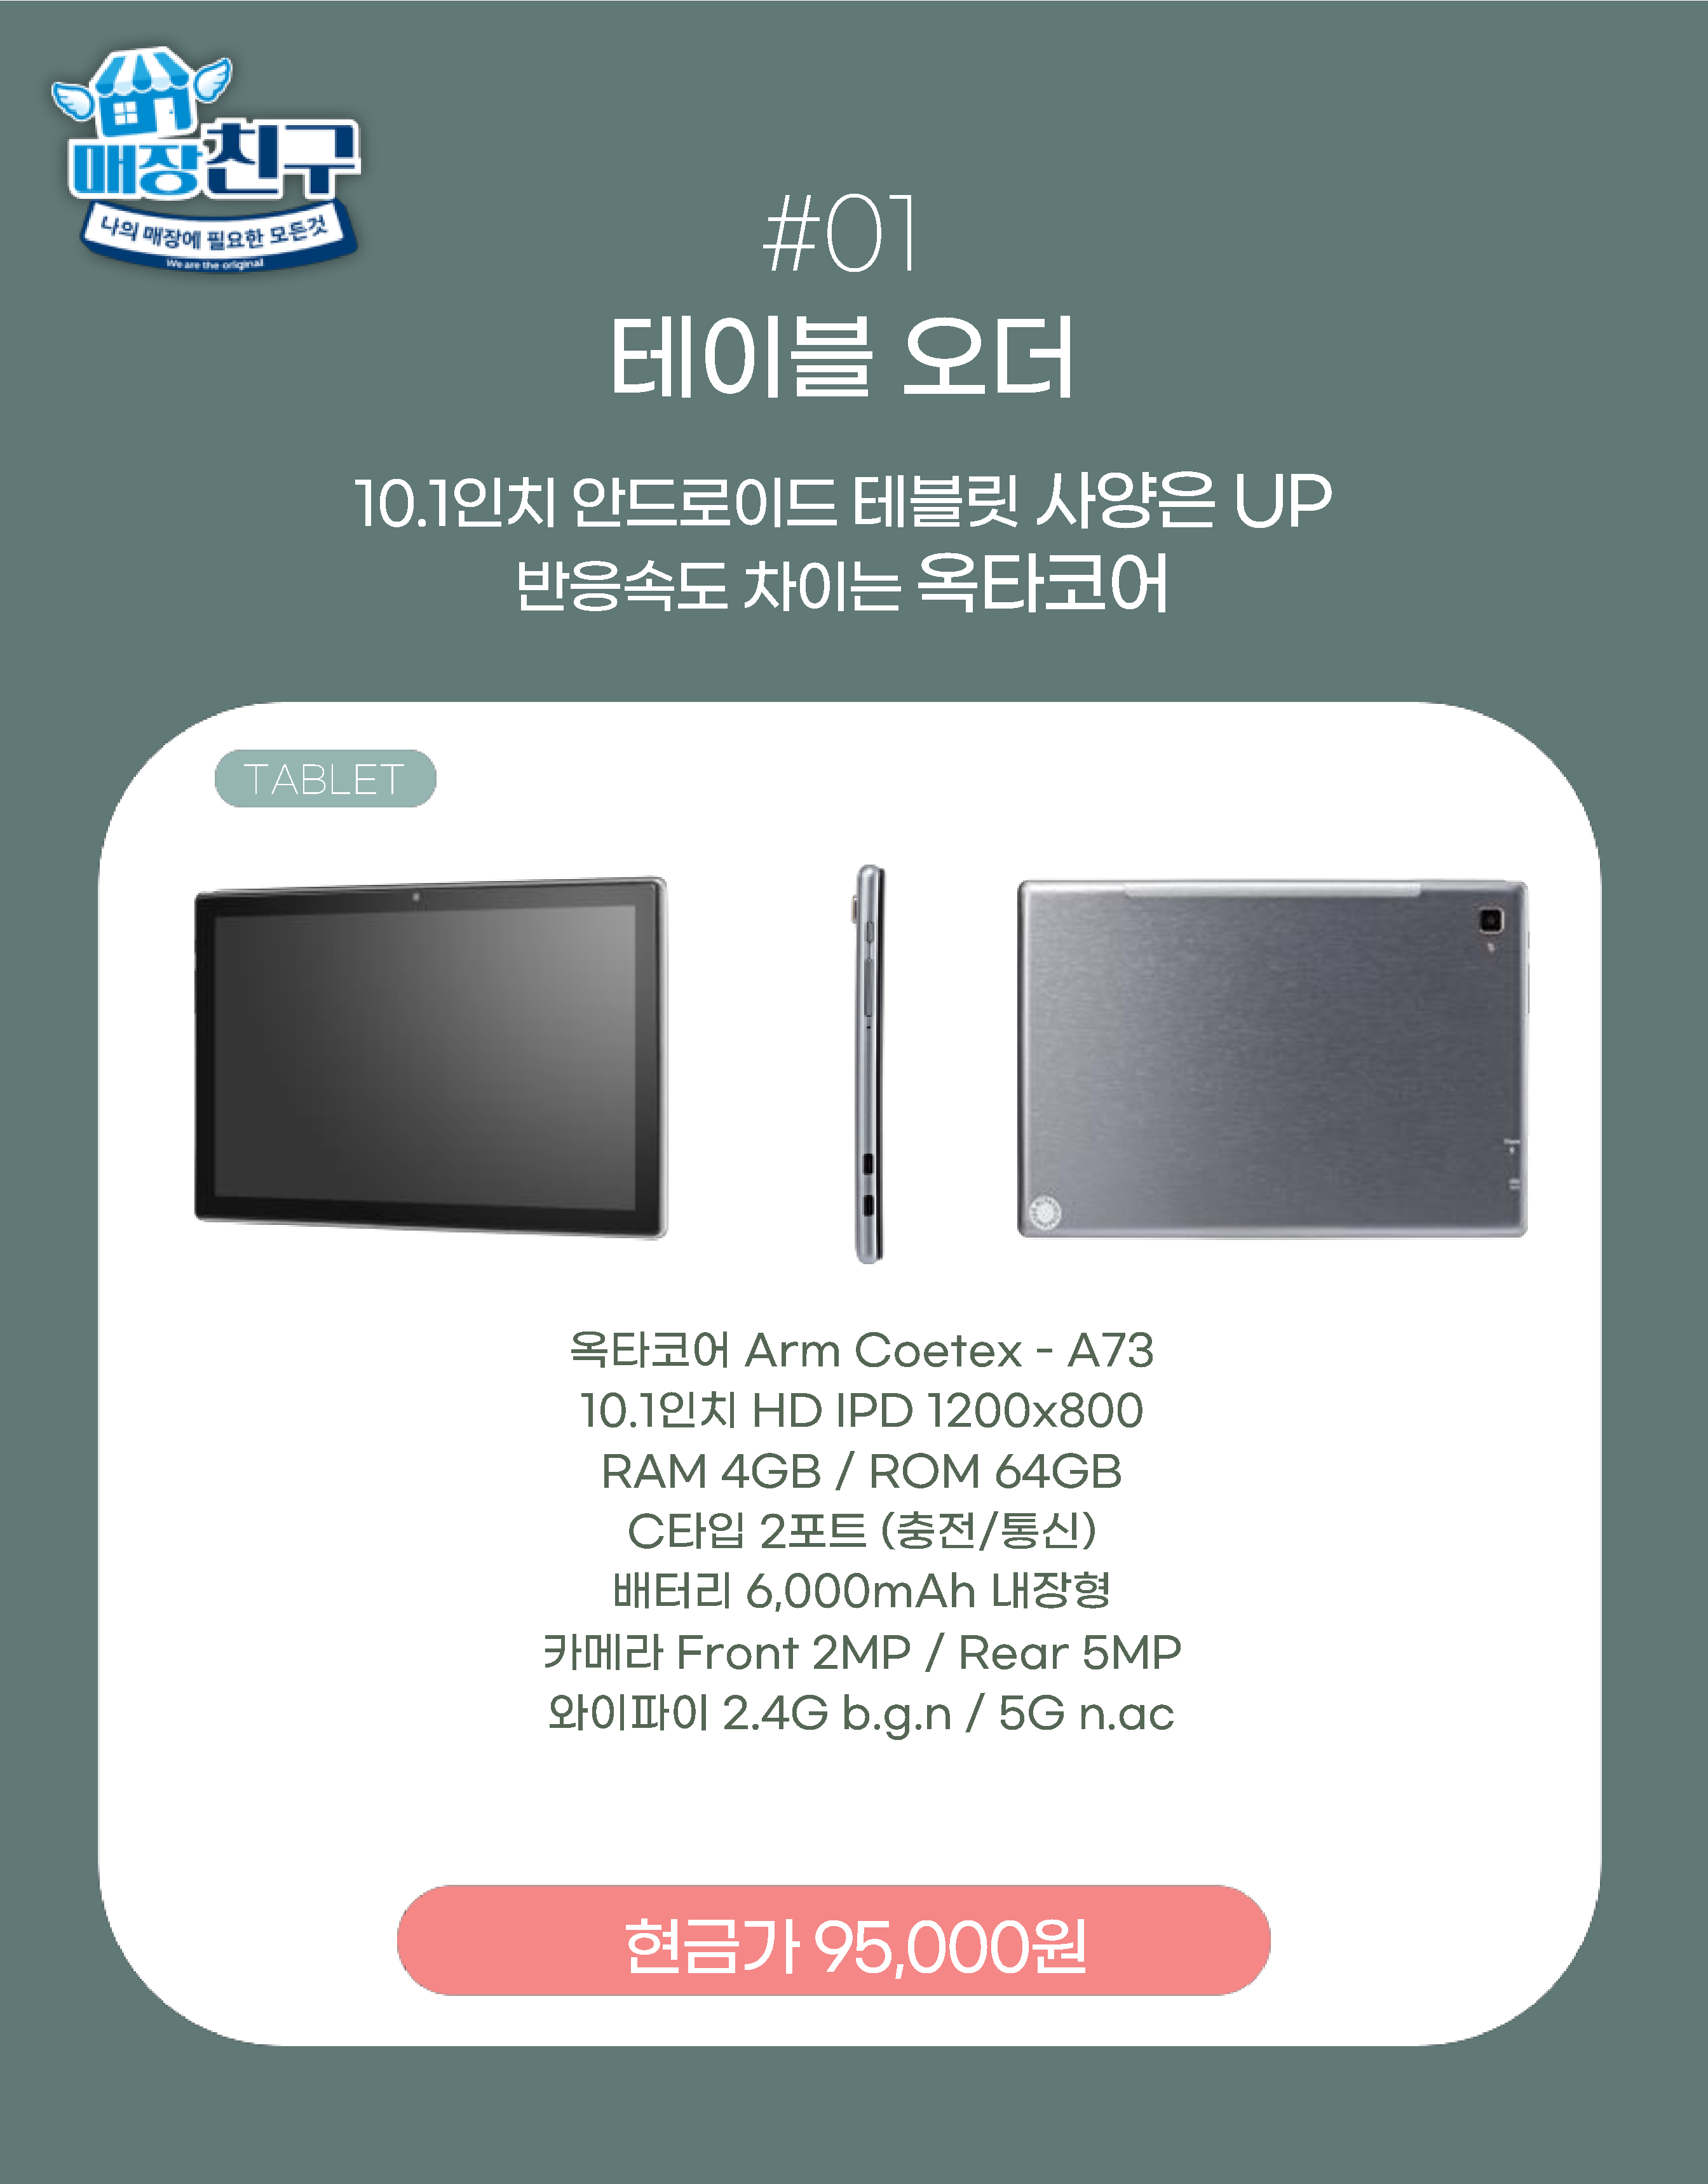 매장친구
나의 매장에 필요한 모든것
We are the original
#01
테이블 오더
10.1인치 안드로이드 테블릿 사양은 UP
반응속도 차이는 옥타코어
TABLET
옥타코어 Arm Coetex - A73
10.1인치 HD IPD 1200x800
RAM 4GB / ROM 64GB
C타입 2포트 (충전/통신)
배터리 6,000mAh 내장형
카메라 Front 2MP / Rear 5MP
와이파이 2.4G b.g.n / 5G n.ac
현금가 95,000원